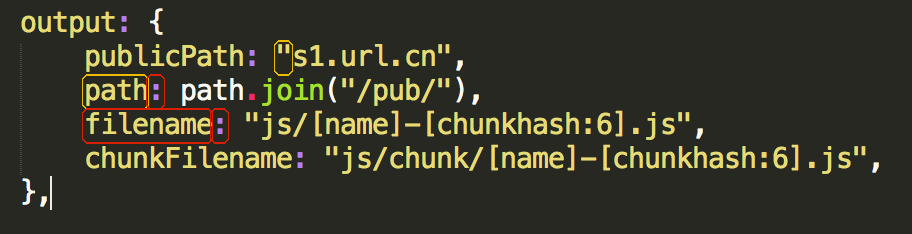 output: {
publicPath: "s1.url.cn",
path: path.join("/pub/"),
filename: "js/[name]-[chunkhash:6].js",
chunkFilename: "js/chunk/[name]-[chunkhash:6].js",
},